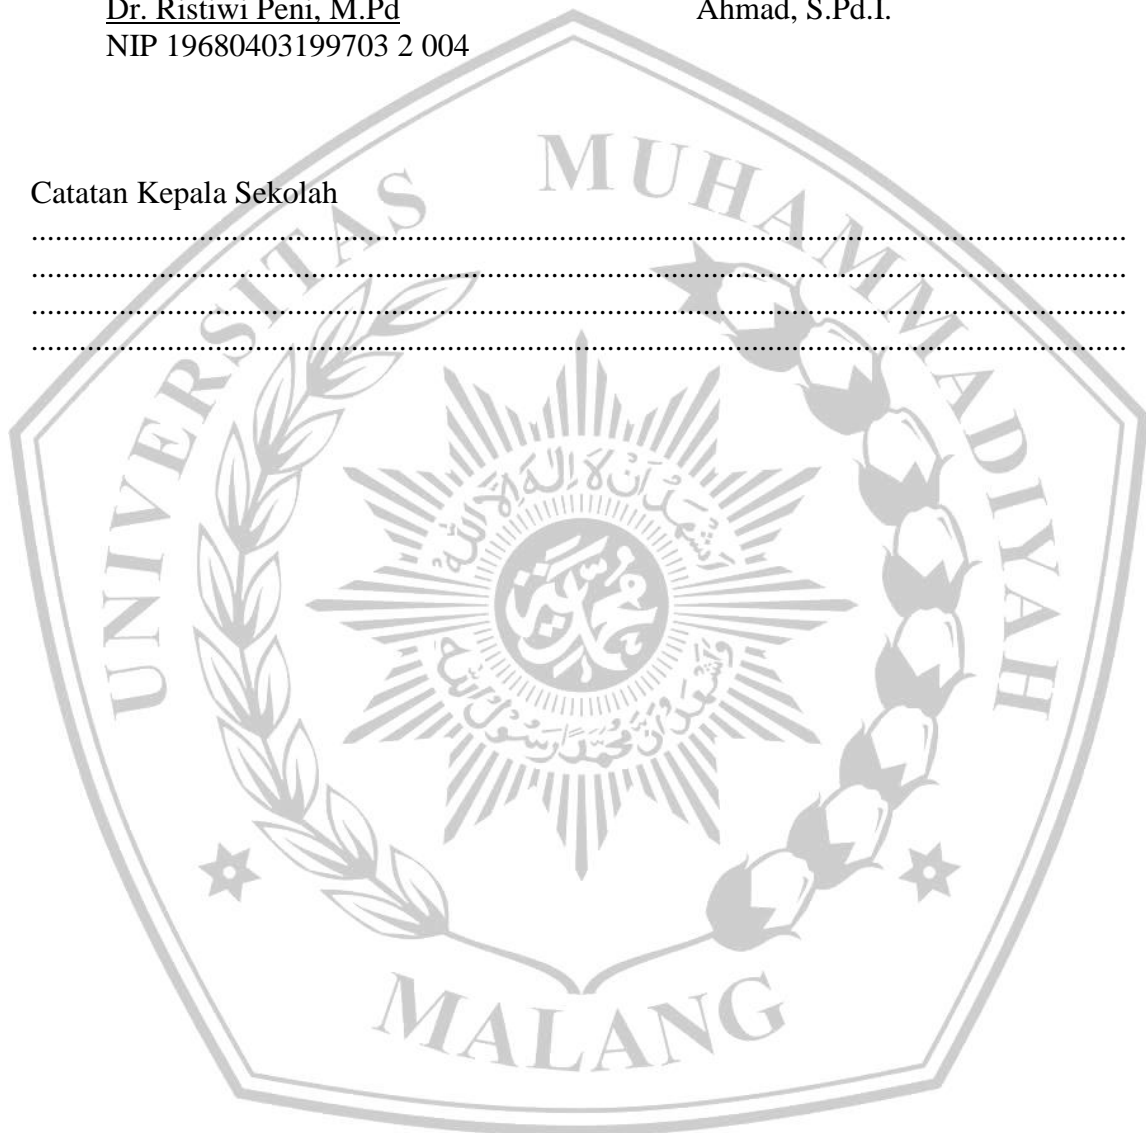 Dr. Ristiwi Peni, M.Pd Ahmad, S.Pd.I.
NIP 19680403199703 2 004
Catatan Kepala Sekolah
................................................................................................................................................
................................................................................................................................................
................................................................................................................................................
................................................................................................................................................
UNIVERSITAS MUHAMMADIYAH
MALANG